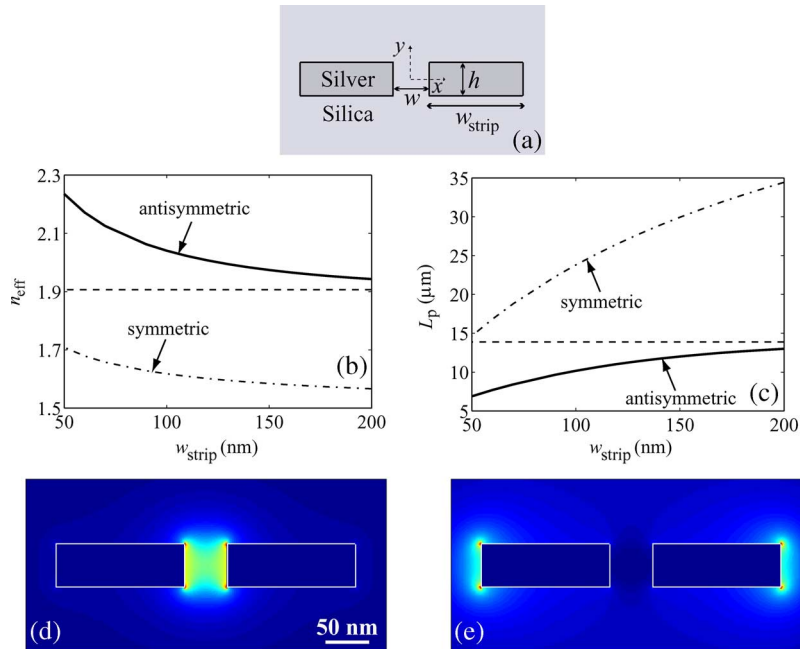 y
Silver
h
w
x
Silica
w_strip
(a)
2.3
2.1
1.9
1.7
1.5
n_eff
antisymmetric
symmetric
(b)
50
100
150
200
w_strip (nm)
35
30
25
20
15
10
5
L_p (μm)
symmetric
antisymmetric
(c)
50
100
150
200
w_strip (nm)
(d)
50 nm
(e)